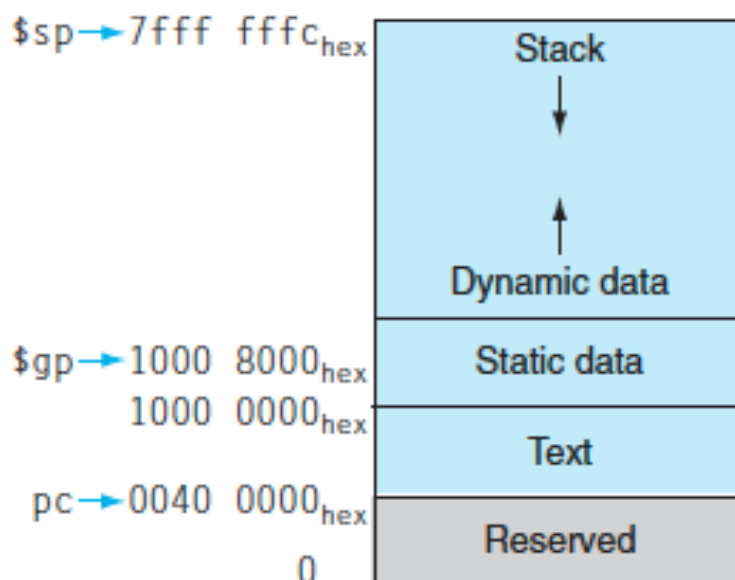 $sp→7fff fffchex Stack
Dynamic data
$gp→1000 8000hex Static data
1000 0000hex
Text
pc→0040 0000hex
Reserved
0